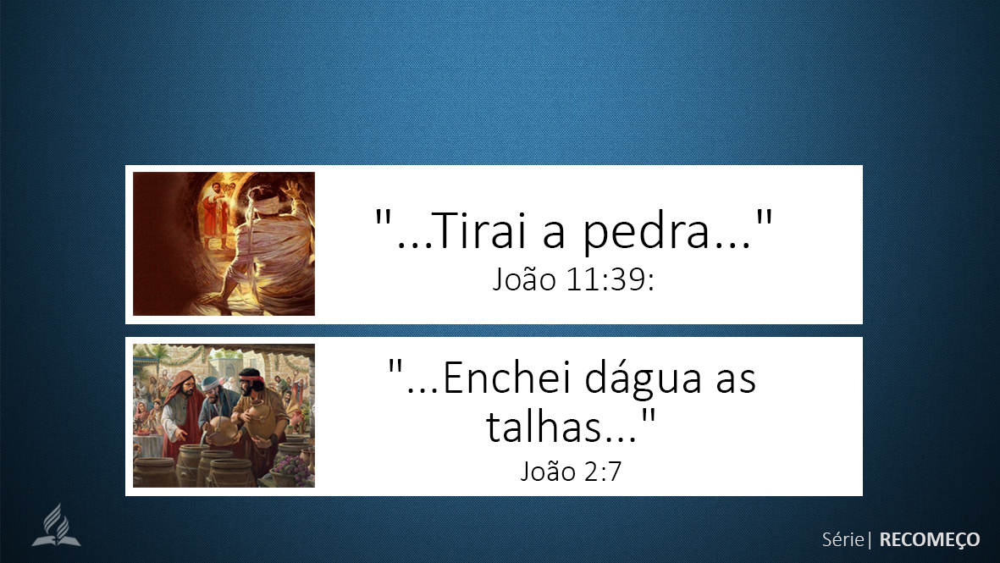 "...Tirai a pedra..."
João 11:39:
"...Enchei dágua as
talhas..."
João 2:7
Série| RECOMEÇO